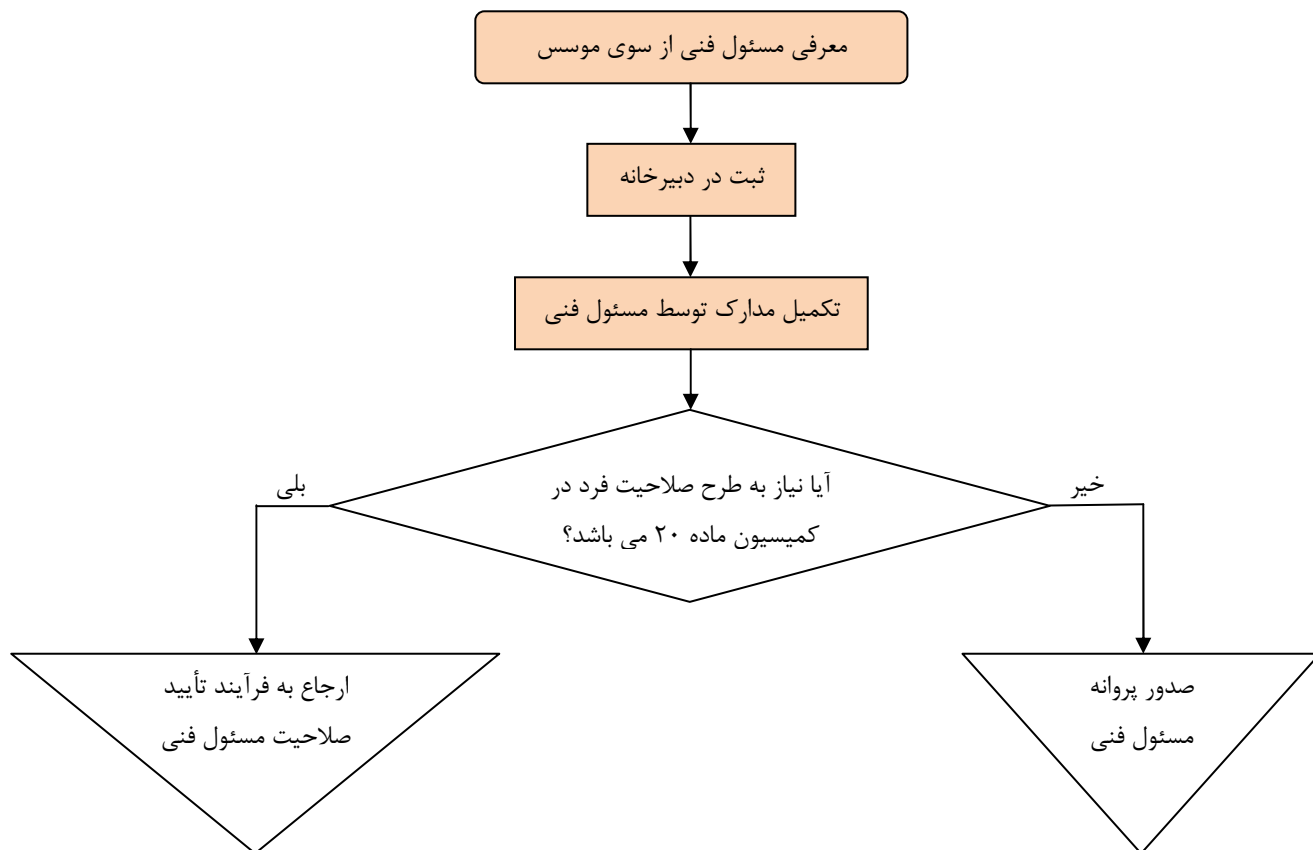 معرفی مسئول فنی از سوی موسس
ثبت در دبیرخانه
تکمیل مدارک توسط مسئول فنی
آیا نیاز به طرح صلاحیت فرد در
کمیسیون ماده ۲۰ می باشد؟
خیر
بلی
صدور پروانه
مسئول فنی
ارجاع به فرآیند تأیید
صلاحیت مسئول فنی